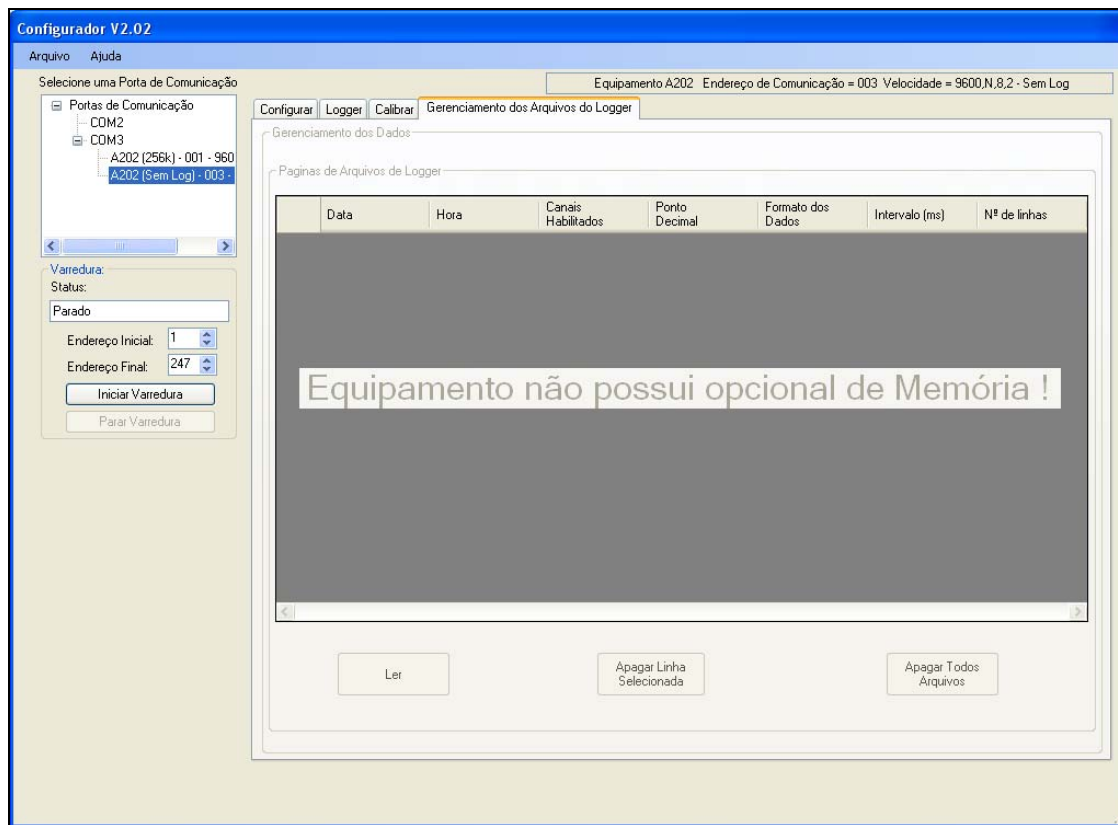 Configurador V2.02
Arquivo Ajuda
Selecione uma Porta de Comunicação
Equipamento A202 Endereço de Comunicação = 003 Velocidade = 9600,N,8,2 - Sem Log
Portas de Comunicação
COM2
COM3
A202 (256k) - 001 - 960
A202 (Sem Log) - 003 -
Varredura:
Status:
Parado
Endereço Inicial: 1
Endereço Final: 247
Iniciar Varredura
Parar Varredura
Configurar Logger Calibrar Gerenciamento dos Arquivos do Logger
Gerenciamento dos Dados
Paginas de Arquivos de Logger
Data Hora Canais Habilitados Ponto Decimal Formato dos Dados Intervalo (ms) Nº de linhas
Equipamento não possui opcional de Memória !
Ler
Apagar Linha
Selecionada
Apagar Todos
Arquivos